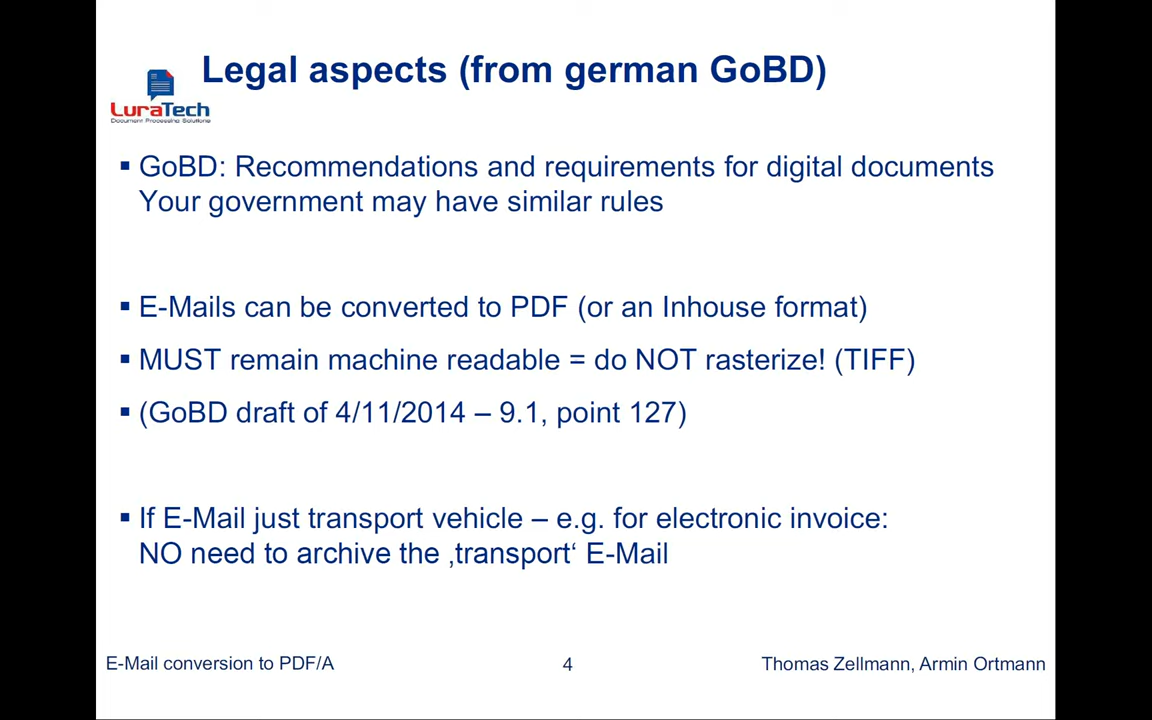 Legal aspects (from german GoBD)
LuraTech
Document Processing Solutions
▪ GoBD: Recommendations and requirements for digital documents
Your government may have similar rules
▪ E-Mails can be converted to PDF (or an Inhouse format)
▪ MUST remain machine readable = do NOT rasterize! (TIFF)
▪ (GoBD draft of 4/11/2014 – 9.1, point 127)
▪ If E-Mail just transport vehicle – e.g. for electronic invoice:
NO need to archive the ‚transport‘ E-Mail
E-Mail conversion to PDF/A
4
Thomas Zellmann, Armin Ortmann